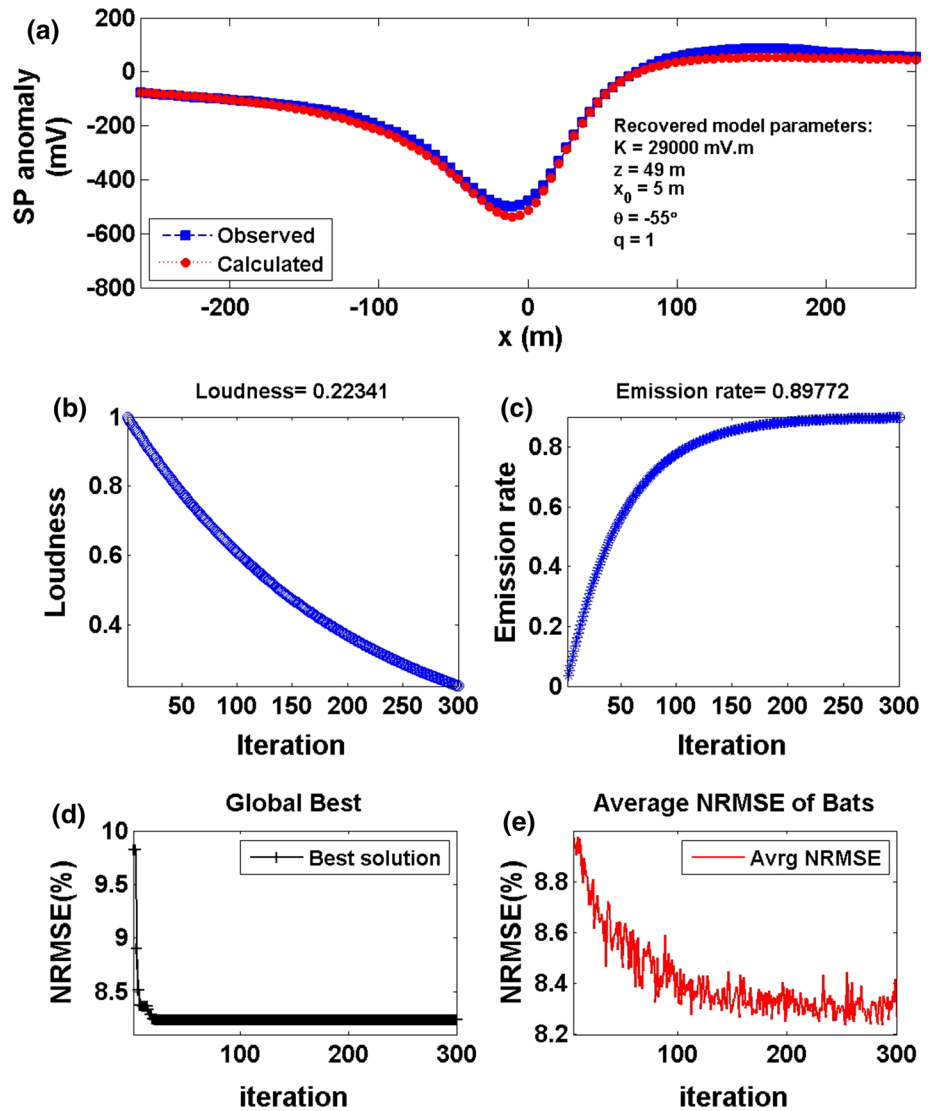 (a)
200
0
-200
-400
-600
-800
SP anomaly
(mV)
Recovered model parameters:
K = 29000 mV.m
z = 49 m
x0 = 5 m
θ = -55°
q = 1
Observed
Calculated
-200
-100
0
100
200
x (m)
(b)
Loudness= 0.22341
1
0.8
0.6
0.4
Loudness
50
100
150
200
250
300
Iteration
(c)
Emission rate= 0.89772
0.8
0.6
0.4
0.2
0
Emission rate
50
100
150
200
250
300
Iteration
(d)
Global Best
10
9.5
9
8.5
NRMSE(%)
Best solution
100
200
300
iteration
(e)
Average NRMSE of Bats
8.8
8.6
8.4
8.2
NRMSE(%)
Avrg NRMSE
100
200
300
iteration